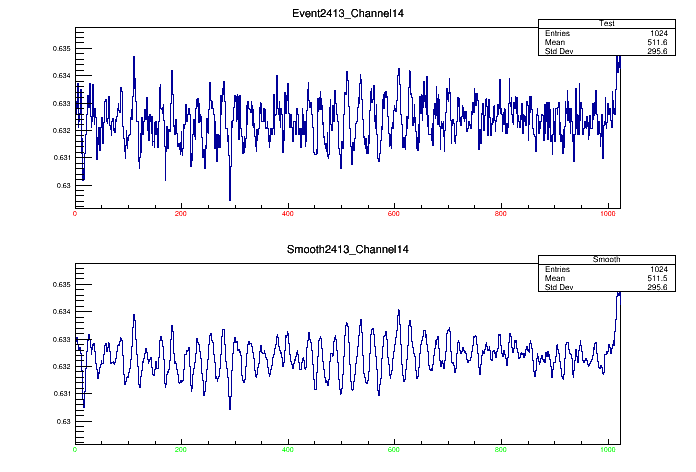 Event2413_Channel14
Test
Entries 1024
Mean 511.6
Std Dev 295.6
0.635
0.634
0.633
0.632
0.631
0.63
0 200 400 600 800 1000
Smooth2413_Channel14
Smooth
Entries 1024
Mean 511.5
Std Dev 295.6
0.635
0.634
0.633
0.632
0.631
0.63
0 200 400 600 800 1000